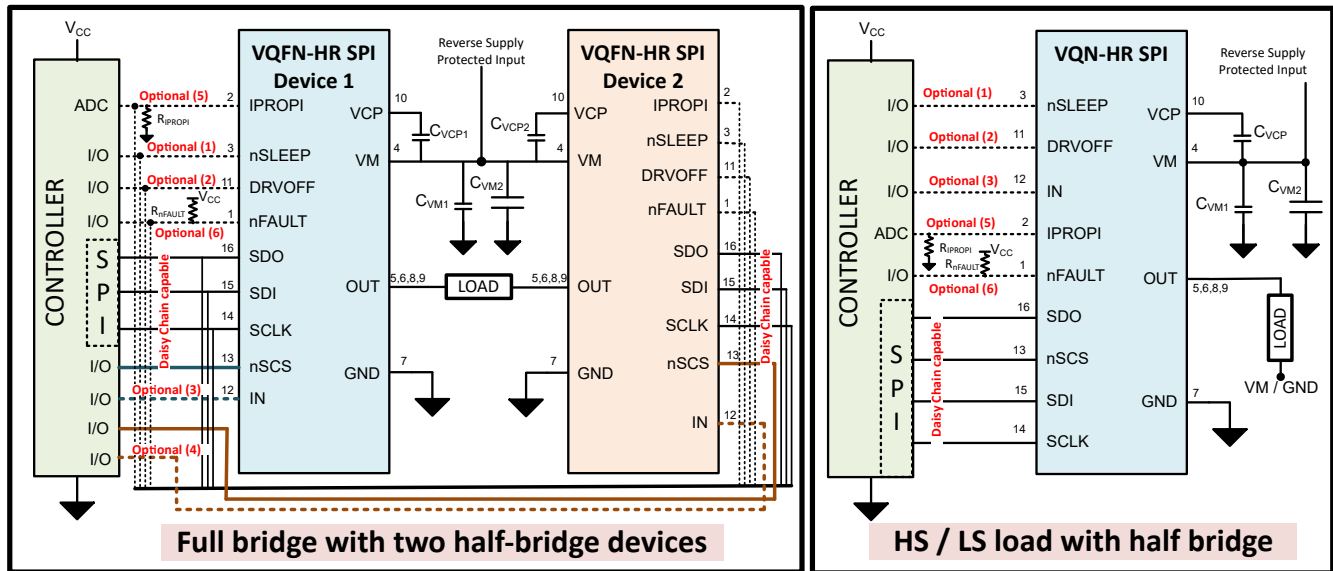 VCC
CONTROLLER
ADC
I/O
I/O
I/O
SPI
I/O
I/O
I/O
I/O
Optional (5)
2
RIPROPI
Optional (1)
3
Optional (2)
11
VCC
RnFAULT
1
Optional (6)
16
15
14
13
Daisy Chain capable
Optional (3)
12
Optional (4)
VQFN-HR SPI
Device 1
IPROPI
nSLEEP
DRVOFF
nFAULT
SDO
SDI
SCLK
nSCS
IN
VCP
VM
OUT
GND
10
4
5,6,8,9
7
Reverse Supply
Protected Input
CVCP1
CVCP2
CVM1
CVM2
LOAD
10
4
5,6,8,9
7
VQFN-HR SPI
Device 2
VCP
VM
OUT
GND
IPROPI
nSLEEP
DRVOFF
nFAULT
SDO
SDI
SCLK
nSCS
IN
2
3
11
1
16
15
14
13
12
Daisy Chain capable
Full bridge with two half-bridge devices
VCC
CONTROLLER
I/O
I/O
I/O
ADC
I/O
SPI
Optional (1)
3
Optional (2)
11
Optional (3)
12
Optional (5)
2
RIPROPI
VCC
RnFAULT
1
Optional (6)
16
13
15
14
Daisy Chain capable
VQN-HR SPI
nSLEEP
DRVOFF
IN
IPROPI
nFAULT
SDO
nSCS
SDI
SCLK
VCP
VM
OUT
GND
10
4
5,6,8,9
7
Reverse Supply
Protected Input
CVCP
CVM1
CVM2
LOAD
VM / GND
HS / LS load with half bridge